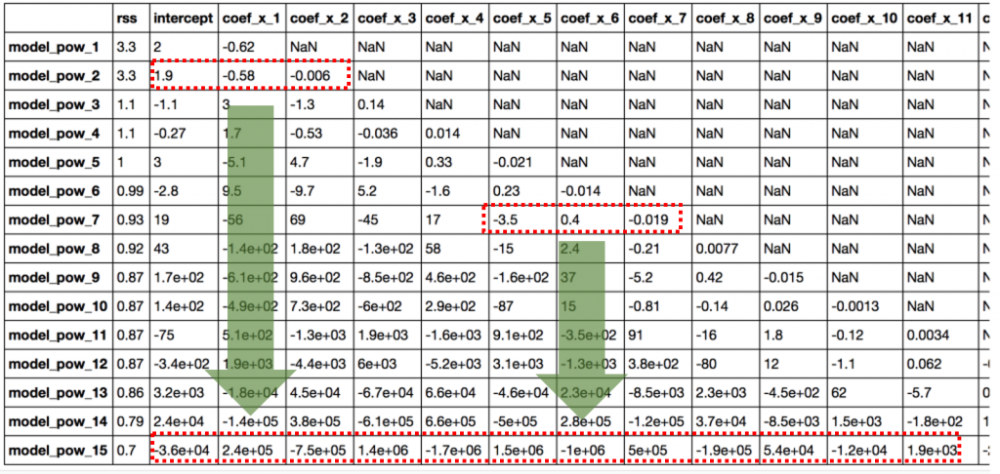 rss intercept coef_x_1 coef_x_2 coef_x_3 coef_x_4 coef_x_5 coef_x_6 coef_x_7 coef_x_8 coef_x_9 coef_x_10 coef_x_11 c
model_pow_1 3.3 2 -0.62 NaN NaN NaN NaN NaN NaN NaN NaN NaN NaN N
model_pow_2 3.3 1.9 -0.58 -0.006 NaN NaN NaN NaN NaN NaN NaN NaN NaN N
model_pow_3 1.1 -1.1 3 -1.3 0.14 NaN NaN NaN NaN NaN NaN NaN NaN N
model_pow_4 1.1 -0.27 1.7 -0.53 -0.036 0.014 NaN NaN NaN NaN NaN NaN NaN N
model_pow_5 1 3 -5.1 4.7 -1.9 0.33 -0.021 NaN NaN NaN NaN NaN NaN N
model_pow_6 0.99 -2.8 9.5 -9.7 5.2 -1.6 0.23 -0.014 NaN NaN NaN NaN NaN N
model_pow_7 0.93 19 -56 69 -45 17 -3.5 0.4 -0.019 NaN NaN NaN NaN N
model_pow_8 0.92 43 -1.4e+02 1.8e+02 -1.3e+02 58 -15 2.4 -0.21 0.0077 NaN NaN NaN N
model_pow_9 0.87 1.7e+02 -6.1e+02 9.6e+02 -8.5e+02 4.6e+02 -1.6e+02 37 -5.2 0.42 -0.015 NaN NaN N
model_pow_10 0.87 1.4e+02 -4.9e+02 7.3e+02 -6e+02 2.9e+02 -87 15 -0.81 -0.14 0.026 -0.0013 NaN N
model_pow_11 0.87 -75 5.1e+02 -1.3e+03 1.9e+03 -1.6e+03 9.1e+02 -3.5e+02 91 -16 1.8 -0.12 0.0034 N
model_pow_12 0.87 -3.4e+02 1.9e+03 -4.4e+03 6e+03 -5.2e+03 3.1e+03 -1.3e+03 3.8e+02 -80 12 -1.1 0.062 -
model_pow_13 0.86 3.2e+03 -1.8e+04 4.5e+04 -6.7e+04 6.6e+04 -4.6e+04 2.3e+04 -8.5e+03 2.3e+03 -4.5e+02 62 -5.7 0
model_pow_14 0.79 2.4e+04 -1.4e+05 3.8e+05 -6.1e+05 6.6e+05 -5e+05 2.8e+05 -1.2e+05 3.7e+04 -8.5e+03 1.5e+03 -1.8e+02 1
model_pow_15 0.7 -3.6e+04 2.4e+05 -7.5e+05 1.4e+06 -1.7e+06 1.5e+06 -1e+06 5e+05 -1.9e+05 5.4e+04 -1.2e+04 1.9e+03 -